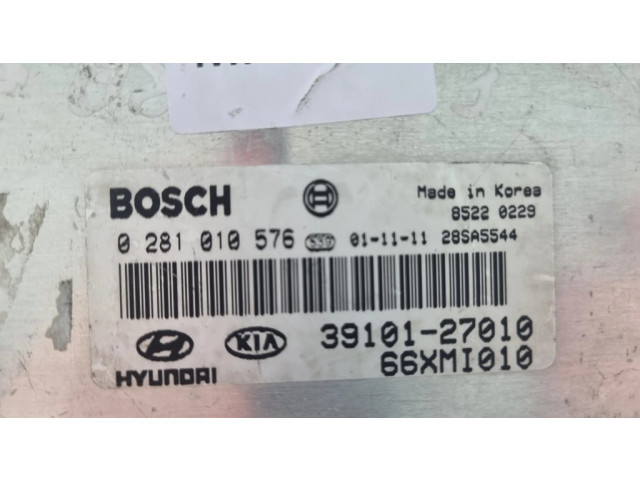 BOSCH
Made in Korea
8522 0229
0 281 010 576
01-11-11 28SA5544
HYUNDAI
KIA
39101-27010
66XMI010